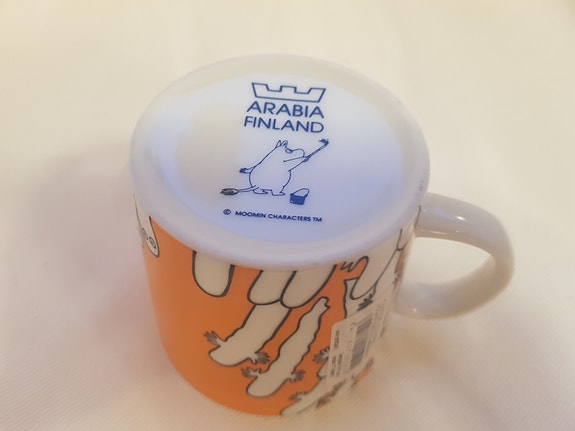 ARABIA
FINLAND
© MOOMIN CHARACTERS ™